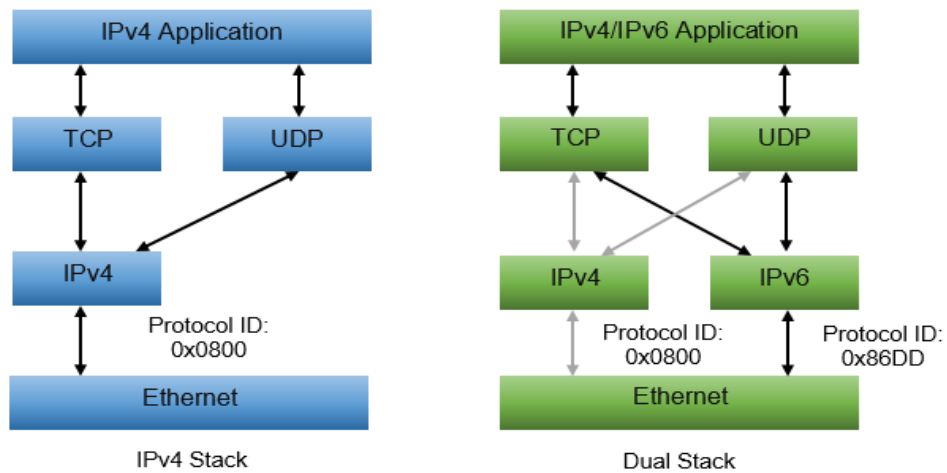 IPv4 Application
TCP
UDP
IPv4
Protocol ID:
0x0800
Ethernet
IPv4 Stack
IPv4/IPv6 Application
TCP
UDP
IPv4
IPv6
Protocol ID:
0x0800
Protocol ID:
0x86DD
Ethernet
Dual Stack